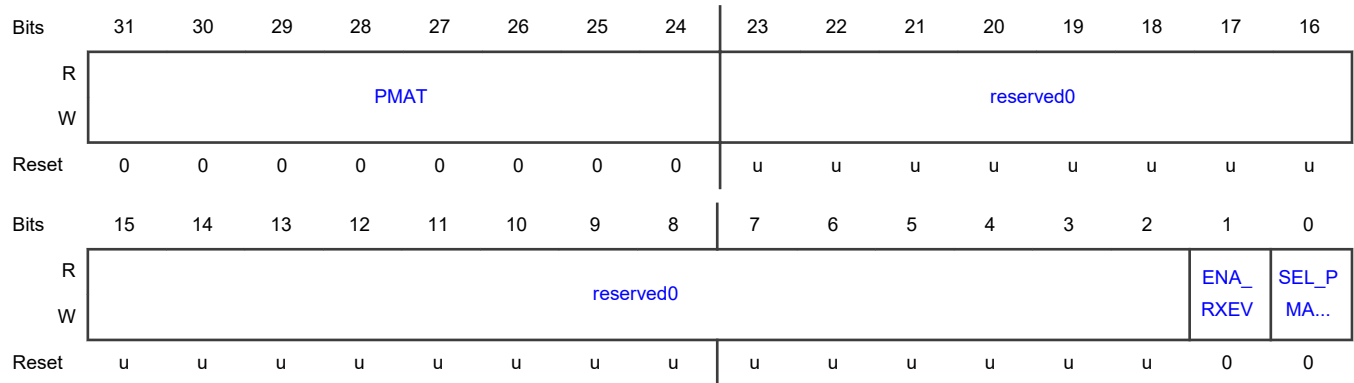 Bits 31 30 29 28 27 26 25 24 23 22 21 20 19 18 17 16
R
PMAT reserved0
W
Reset 0 0 0 0 0 0 0 0 u u u u u u u u
Bits 15 14 13 12 11 10 9 8 7 6 5 4 3 2 1 0
R ENA_ SEL_P
reserved0
W RXEV MA...
Reset u u u u u u u u u u u u u u 0 0